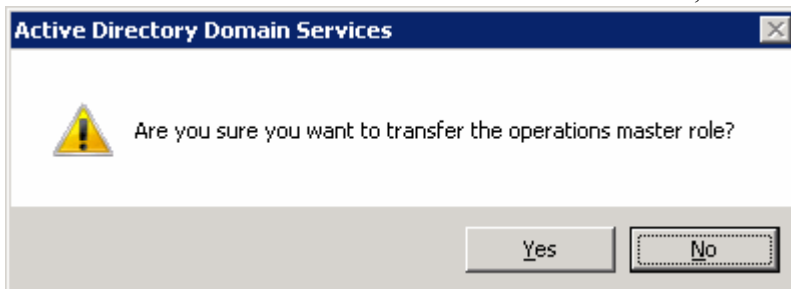 Active Directory Domain Services
Are you sure you want to transfer the operations master role?
Yes
No